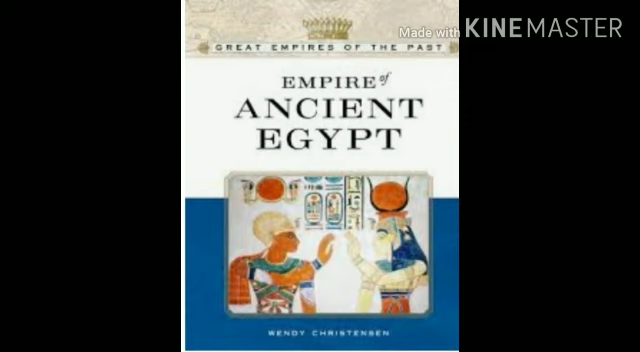 Made with KINEMASTER
GREAT EMPIRES OF THE PAST
EMPIRE of
ANCIENT
EGYPT
WENDY CHRISTENSEN